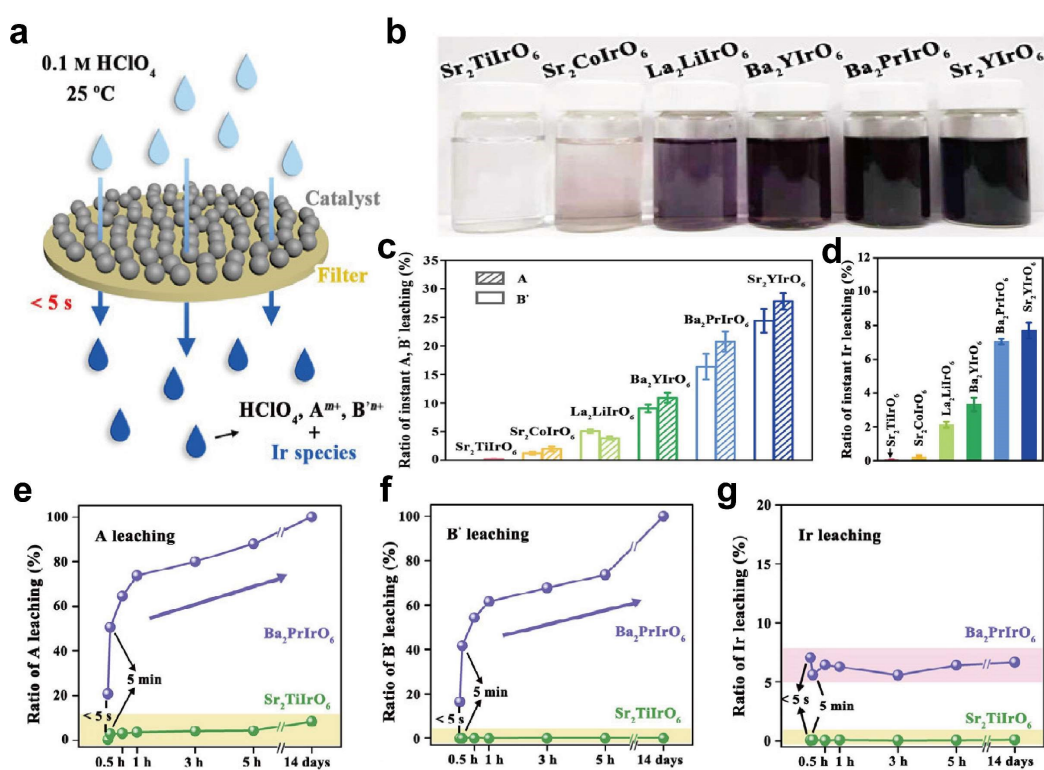 a
0.1 M HClO₄
25 °C
Catalyst
Filter
< 5 s
HClO₄, Aᵐ⁺, B'ⁿ⁺
+
Ir species
b
Sr₂TiIrO₆
Sr₂CoIrO₆
La₂LiIrO₆
Ba₂YIrO₆
Ba₂PrIrO₆
Sr₂YIrO₆
c
Ratio of instant A, B' leaching (%)
35
30
25
20
15
10
5
0
A
B'
Sr₂TiIrO₆
Sr₂CoIrO₆
La₂LiIrO₆
Ba₂YIrO₆
Ba₂PrIrO₆
Sr₂YIrO₆
d
Ratio of instant Ir leaching (%)
12
10
8
6
4
2
0
Sr₂TiIrO₆
Sr₂CoIrO₆
La₂LiIrO₆
Ba₂YIrO₆
Ba₂PrIrO₆
Sr₂YIrO₆
e
Ratio of A leaching (%)
100
80
60
40
20
0
A leaching
Ba₂PrIrO₆
5 min
< 5 s
Sr₂TiIrO₆
0.5 h
1 h
3 h
5 h
14 days
f
Ratio of B' leaching (%)
100
80
60
40
20
0
B' leaching
Ba₂PrIrO₆
5 min
< 5 s
Sr₂TiIrO₆
0.5 h
1 h
3 h
5 h
14 days
g
Ratio of Ir leaching (%)
20
15
10
5
0
Ir leaching
Ba₂PrIrO₆
< 5 s
5 min
Sr₂TiIrO₆
0.5 h
1 h
3 h
5 h
14 days